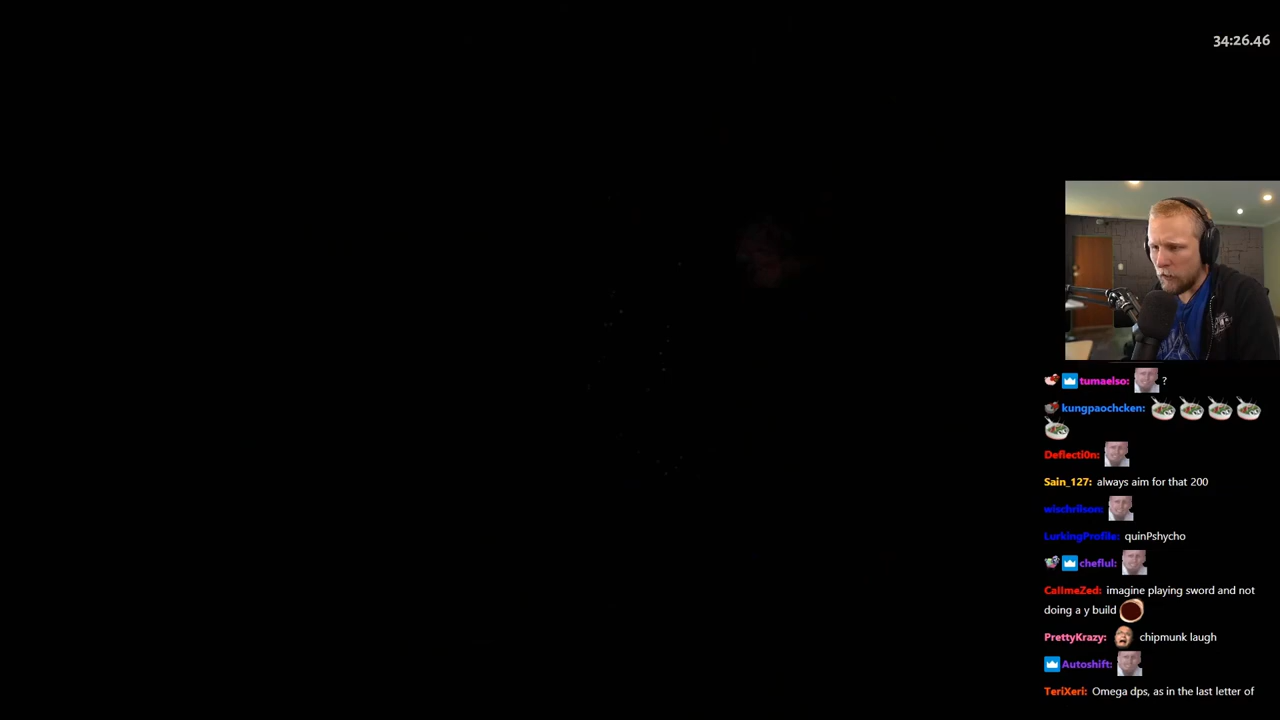 34:26.46
tumaelso: ?
kungpaochcken:
Deflecti0n:
Sain_127: always aim for that 200
wischrilson:
LurkingProfile: quinPshycho
cheflul:
CallmeZed: imagine playing sword and not
doing a y build
PrettyKrazy: chipmunk laugh
Autoshift:
TeriXeri: Omega dps, as in the last letter of